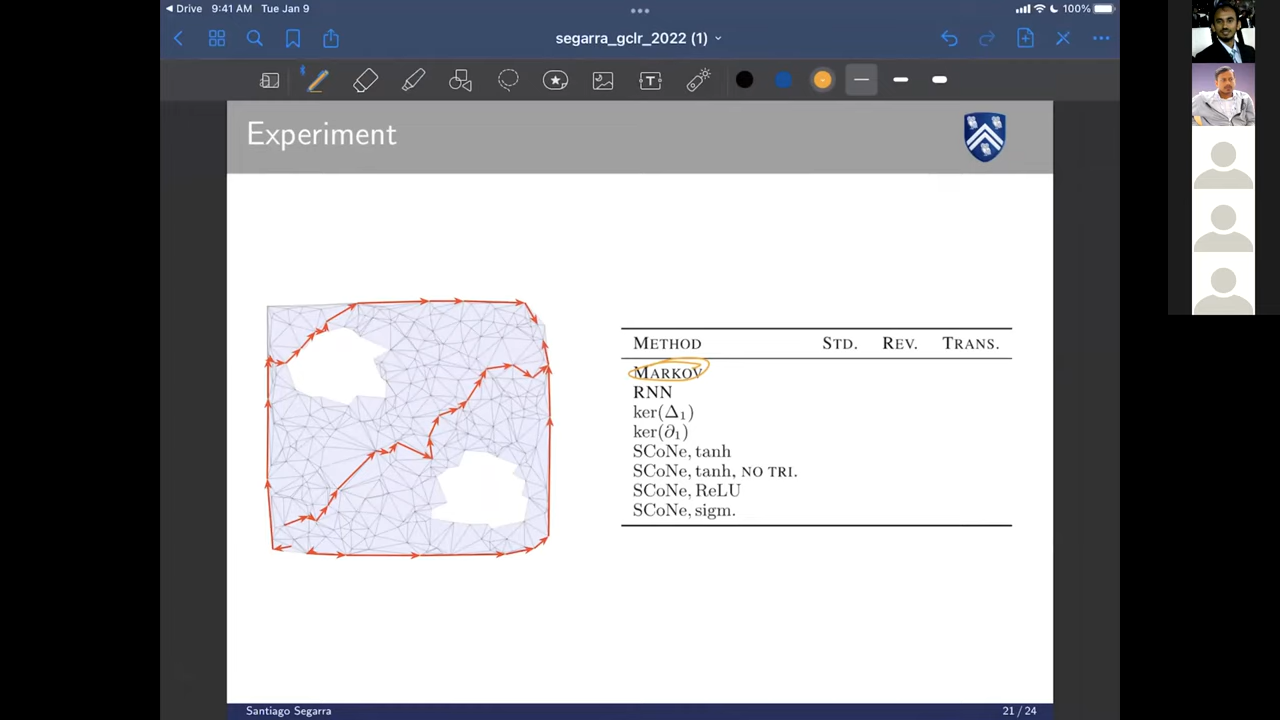 Drive 9:41 AM Tue Jan 9 100%
segarra_gclr_2022 (1)
Experiment
METHOD STD. REV. TRANS.
MARKOV
RNN
ker(Δ₁)
ker(∂₁)
SCoNe, tanh
SCoNe, tanh, NO TRI.
SCoNe, ReLU
SCoNe, sigm.
Santiago Segarra 21 / 24